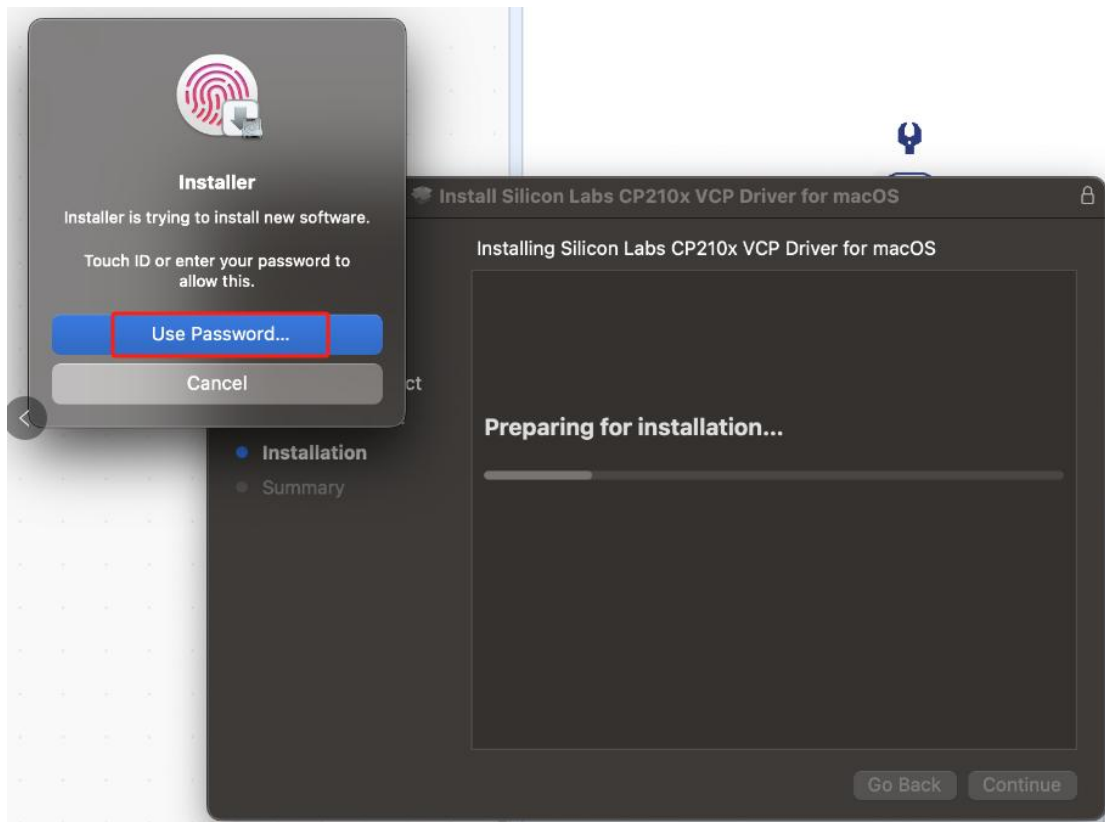 Installer
Installer is trying to install new software.
Touch ID or enter your password to
allow this.
Use Password...
Cancel
Install Silicon Labs CP210x VCP Driver for macOS
Installing Silicon Labs CP210x VCP Driver for macOS
ct
Preparing for installation...
Installation
Summary
Go Back
Continue